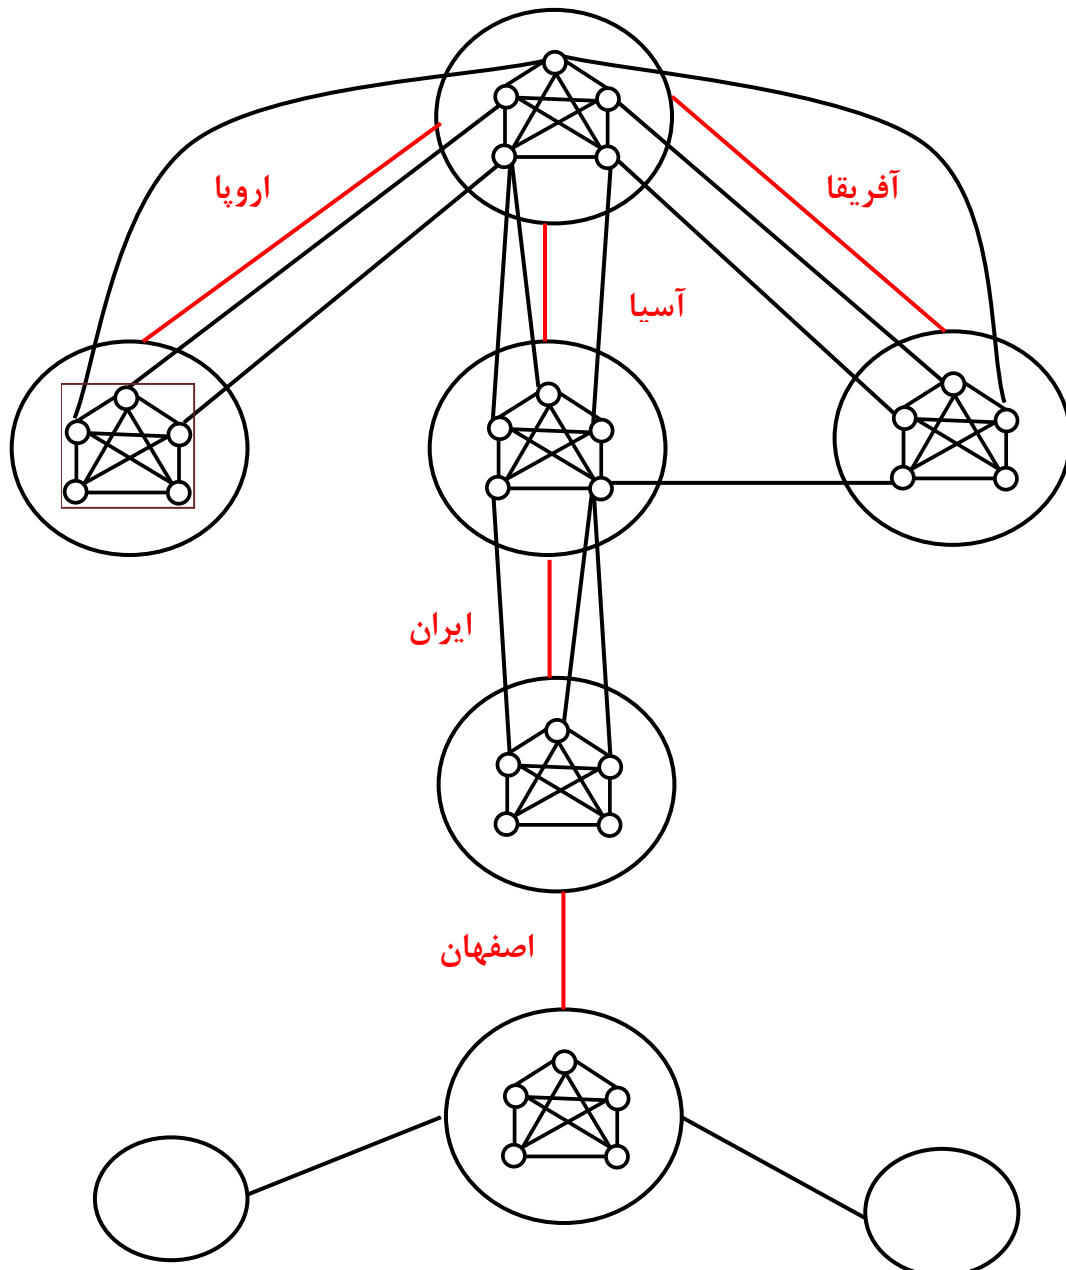 آفریقا
اروپا
آسیا
ایران
اصفهان